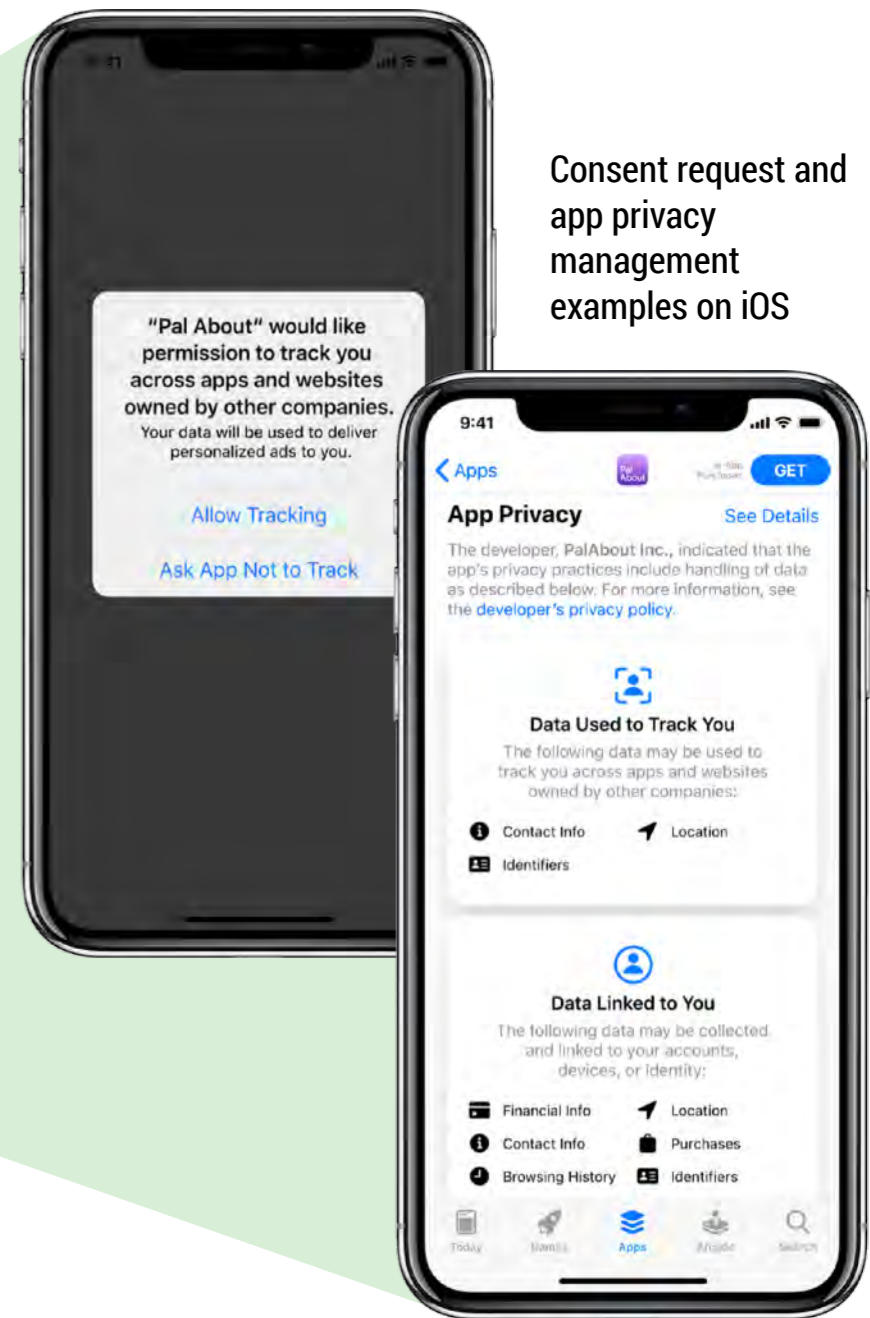 Consent request and
app privacy
management
examples on iOS
"Pal About" would like
permission to track you
across apps and websites
owned by other companies.
Your data will be used to deliver
personalized ads to you.
Allow Tracking
Ask App Not to Track
9:41
Apps
Pal
About
GET
App Privacy
See Details
The developer, PalAbout Inc., indicated that the
app's privacy practices include handling of data
as described below. For more information, see
the developer's privacy policy.
Data Used to Track You
The following data may be used to
track you across apps and websites
owned by other companies:
Contact Info
Location
Identifiers
Data Linked to You
The following data may be collected
and linked to your accounts,
devices, or identity:
Financial Info
Location
Contact Info
Purchases
Browsing History
Identifiers
Today
Games
Apps
Arcade
Search